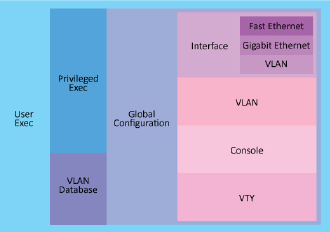 User
Exec
Privileged
Exec
VLAN
Database
Global
Configuration
Interface
Fast Ethernet
Gigabit Ethernet
VLAN
VLAN
Console
VTY